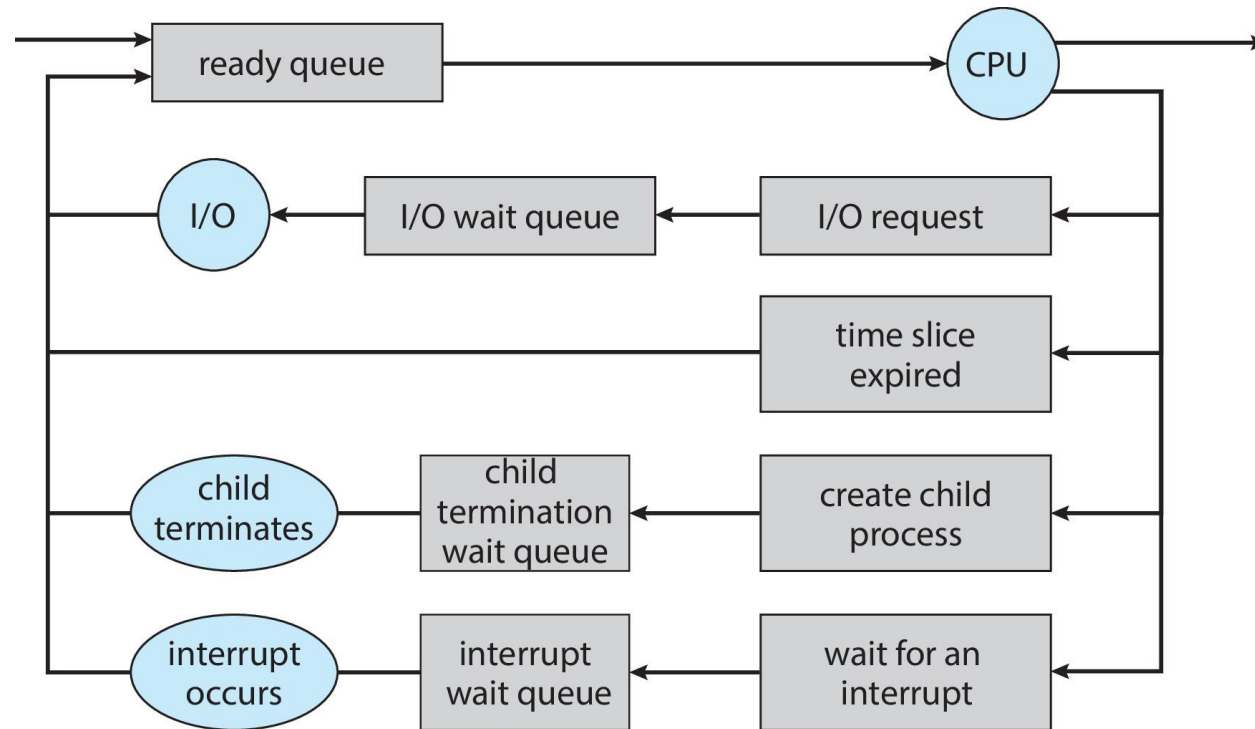 ready queue
CPU
I/O
I/O wait queue
I/O request
time slice
expired
child
terminates
child
termination
wait queue
create child
process
interrupt
occurs
interrupt
wait queue
wait for an
interrupt